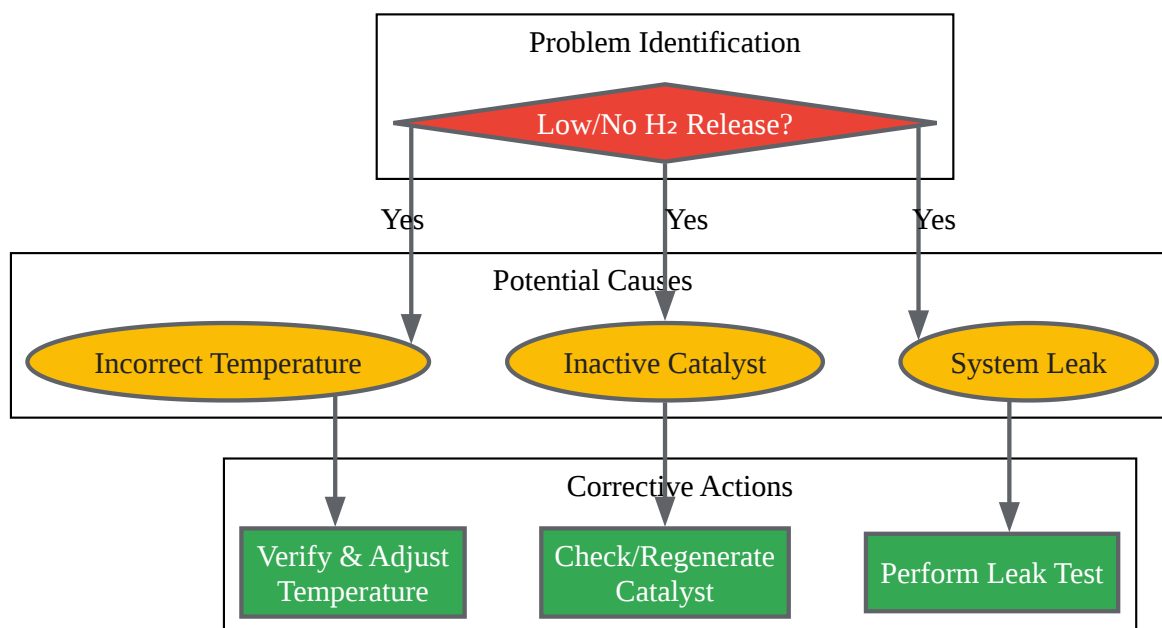 Problem Identification
Low/No H₂ Release?
Yes
Yes
Yes
Potential Causes
Incorrect Temperature
Inactive Catalyst
System Leak
Corrective Actions
Verify & Adjust
Temperature
Check/Regenerate
Catalyst
Perform Leak Test